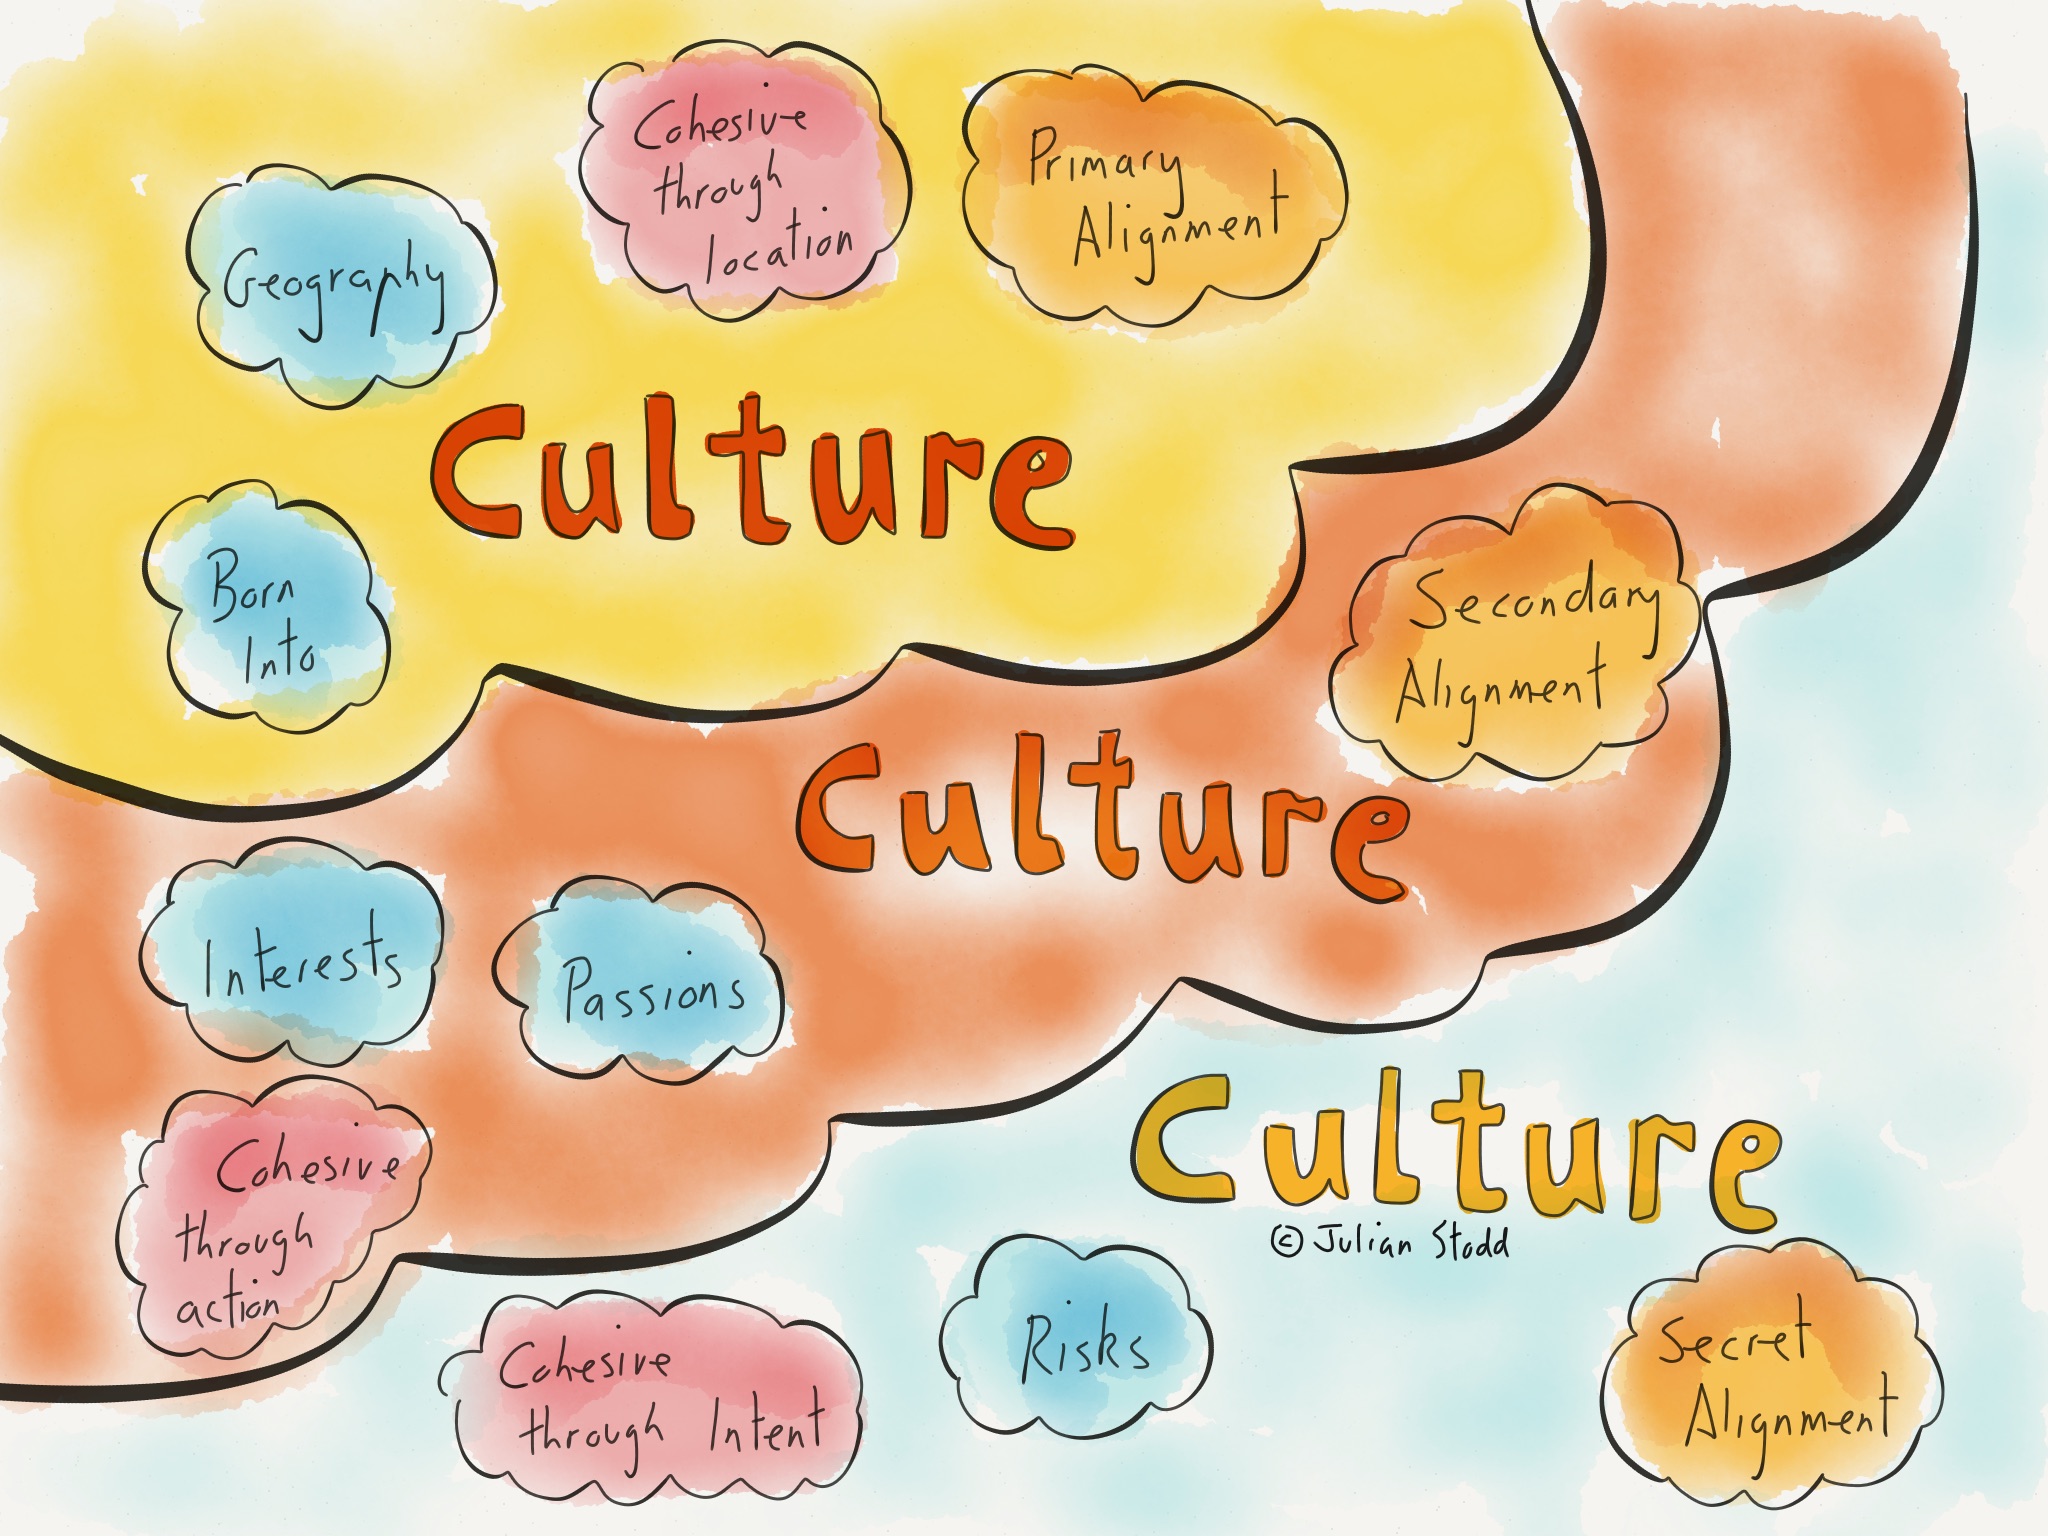 Cohesive
through
location
Primary
Alignment
Geography
Culture
Born
Into
Secondary
Alignment
Culture
Interests
Passions
Cohesive
through
action
Culture
© Julian Stodd
Risks
Secret
Alignment
Cohesive
through Intent